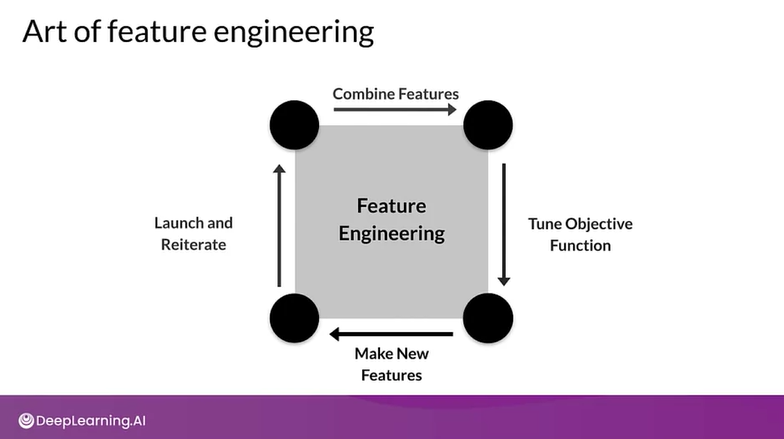 Art of feature engineering
Combine Features
Feature
Engineering
Launch and
Reiterate
Tune Objective
Function
Make New
Features
DeepLearning.AI